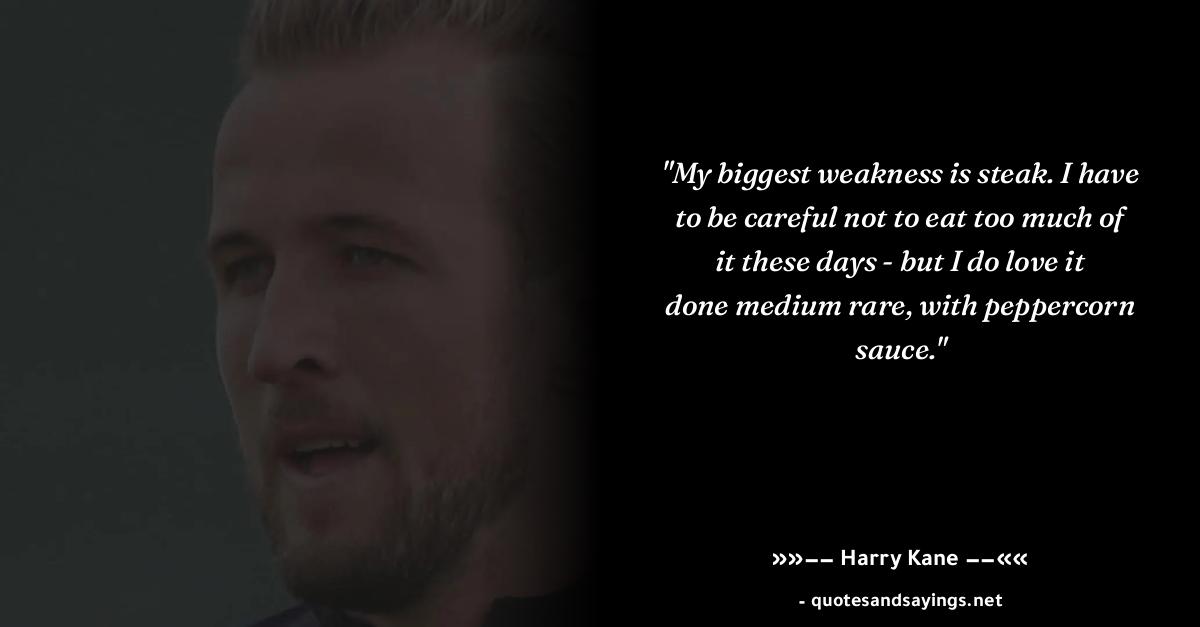 "My biggest weakness is steak. I have
to be careful not to eat too much of
it these days - but I do love it
done medium rare, with peppercorn
sauce."
»»−− Harry Kane −−««
- quotesandsayings.net